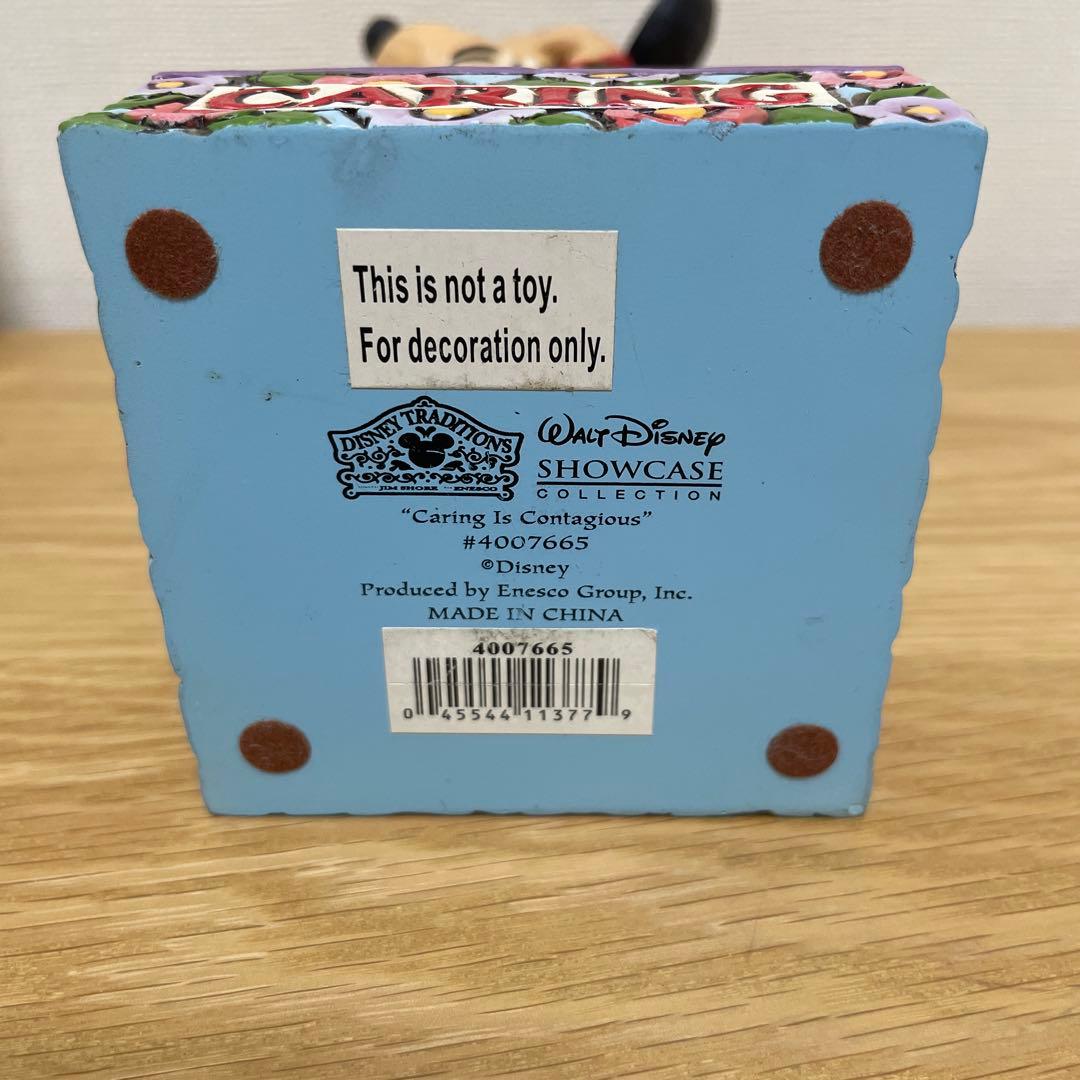 CARING
This is not a toy.
For decoration only.
DISNEY TRADITIONS
JIM SHORE ENESCO
WALT DISNEY
SHOWCASE
COLLECTION
"Caring Is Contagious"
#4007665
©Disney
Produced by Enesco Group, Inc.
MADE IN CHINA
4007665
0 45544 11377 9